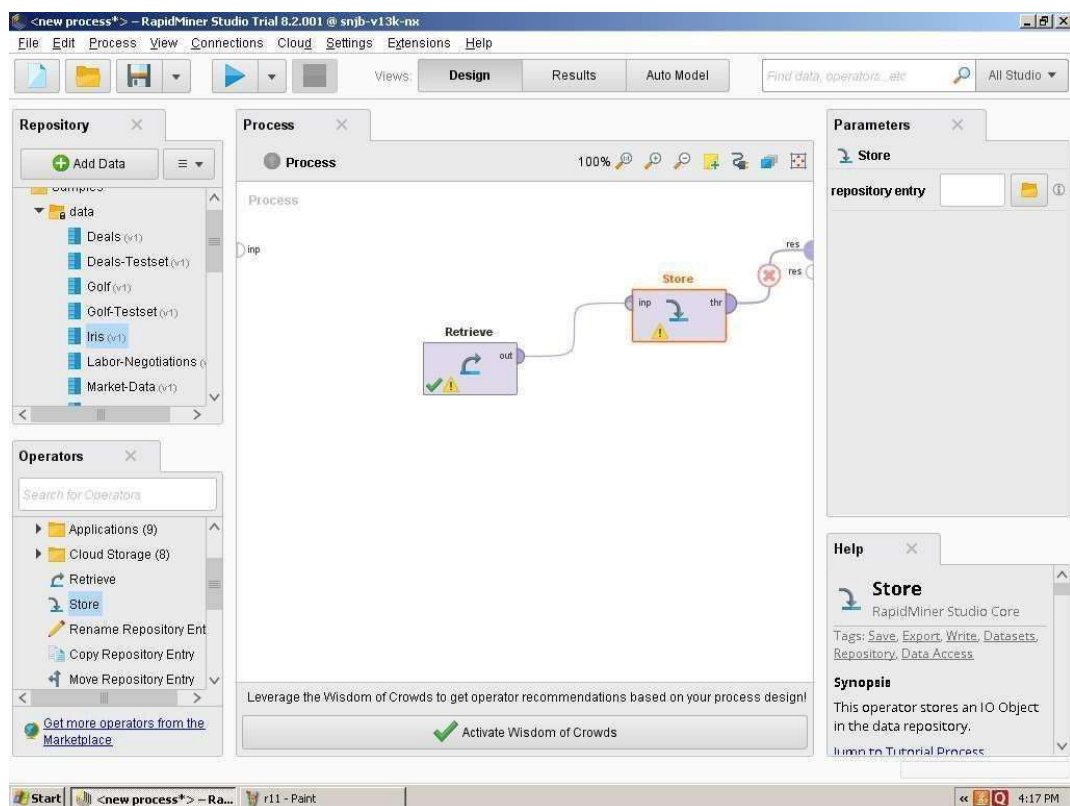 <new process*> – RapidMiner Studio Trial 8.2.001 @ snjb-v13k-nx
File Edit Process View Connections Cloud Settings Extensions Help
Views: Design Results Auto Model
Find data, operators...etc
All Studio
Repository
Add Data
Samples
data
Deals (v1)
Deals-Testset (v1)
Golf (v1)
Golf-Testset (v1)
Iris (v1)
Labor-Negotiations
Market-Data (v1)
Operators
Search for Operators
Applications (9)
Cloud Storage (8)
Retrieve
Store
Rename Repository Ent
Copy Repository Entry
Move Repository Entry
Get more operators from the
Marketplace
Process
Process
100%
Process
inp
res
res
Store
inp
thr
Retrieve
out
Leverage the Wisdom of Crowds to get operator recommendations based on your process design!
Activate Wisdom of Crowds
Parameters
Store
repository entry
Help
Store
RapidMiner Studio Core
Tags: Save, Export, Write, Datasets,
Repository, Data Access
Synopsis
This operator stores an IO Object
in the data repository.
Jump to Tutorial Process
Start
<new process*> – Ra...
r11 - Paint
4:17 PM